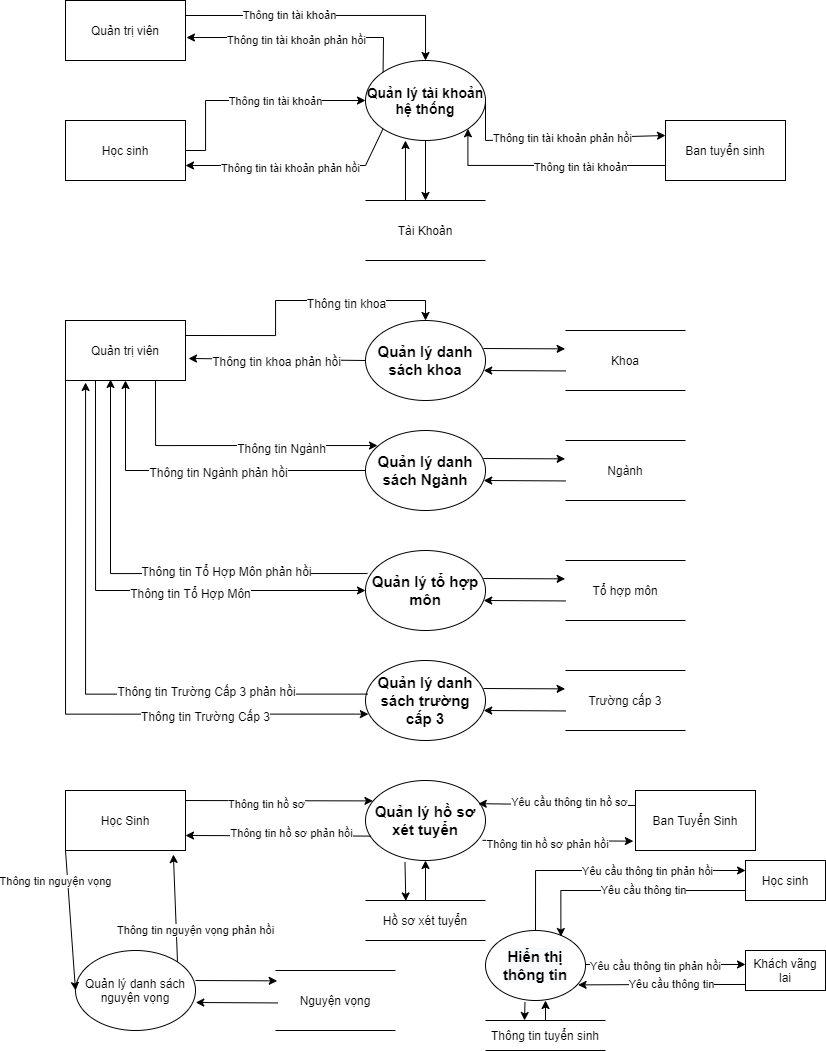 Quản trị viên
Thông tin tài khoản
Thông tin tài khoản phản hồi
Quản lý tài khoản
hệ thống
Thông tin tài khoản
Học sinh
Thông tin tài khoản phản hồi
Thông tin tài khoản phản hồi
Thông tin tài khoản
Ban tuyển sinh
Tài Khoản
Thông tin khoa
Quản trị viên
Thông tin khoa phản hồi
Quản lý danh
sách khoa
Khoa
Thông tin Ngành
Thông tin Ngành phản hồi
Quản lý danh
sách Ngành
Ngành
Thông tin Tổ Hợp Môn phản hồi
Thông tin Tổ Hợp Môn
Quản lý tổ hợp
môn
Tổ hợp môn
Thông tin Trường Cấp 3 phản hồi
Thông tin Trường Cấp 3
Quản lý danh
sách trường
cấp 3
Trường cấp 3
Học Sinh
Thông tin hồ sơ
Thông tin hồ sơ phản hồi
Quản lý hồ sơ
xét tuyển
Yêu cầu thông tin hồ sơ
Thông tin hồ sơ phản hồi
Ban Tuyển Sinh
Thông tin nguyện vọng
Thông tin nguyện vọng phản hồi
Hồ sơ xét tuyển
Yêu cầu thông tin phản hồi
Yêu cầu thông tin
Học sinh
Quản lý danh sách
nguyện vọng
Nguyện vọng
Hiển thị
thông tin
Yêu cầu thông tin phản hồi
Yêu cầu thông tin
Khách vãng
lai
Thông tin tuyển sinh